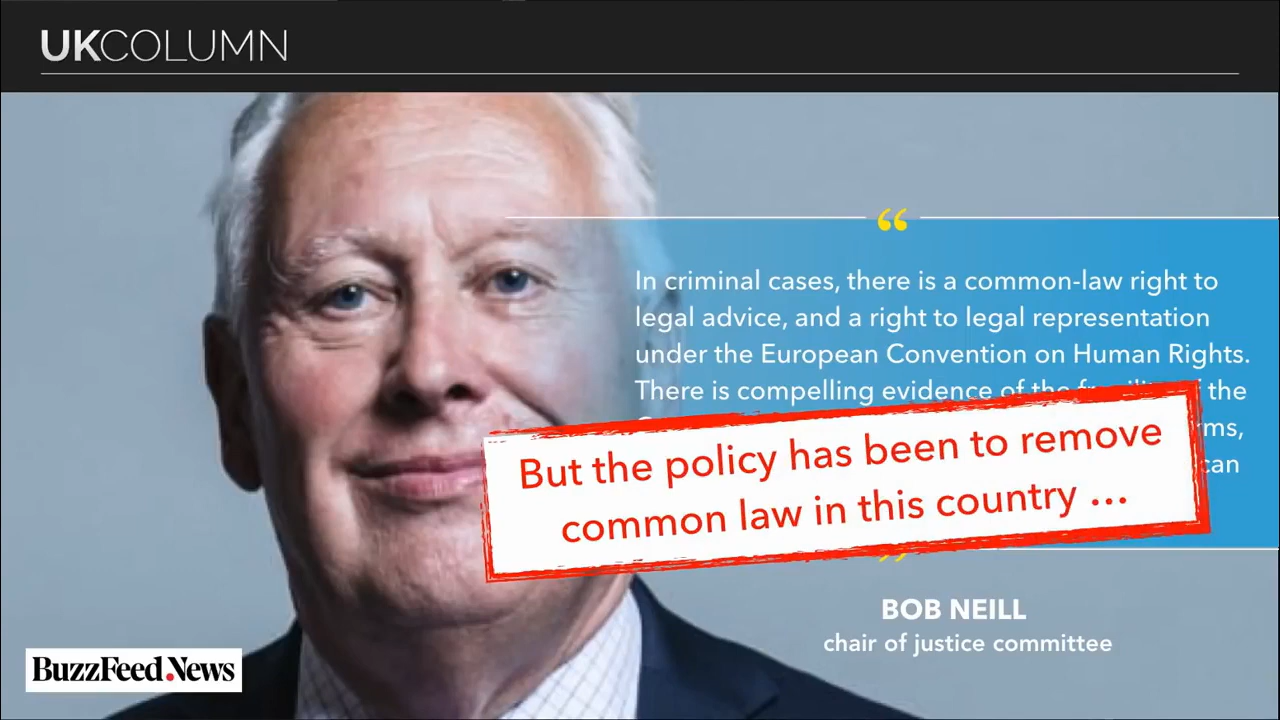 UKCOLUMN
“
In criminal cases, there is a common-law right to
legal advice, and a right to legal representation
under the European Convention on Human Rights.
There is compelling evidence of the the
rms,
can
But the policy has been to remove
common law in this country ...
”
BOB NEILL
chair of justice committee
BuzzFeed.News